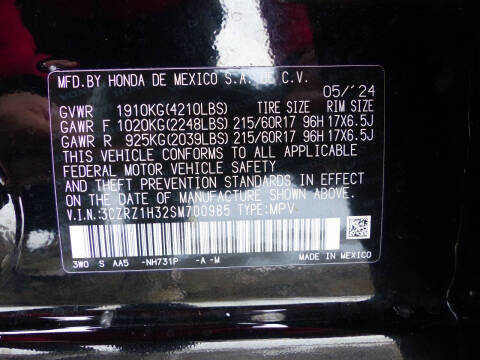 MFD.BY HONDA DE MEXICO S.A. DE C.V.
05/'24
GVWR 1910KG(4210LBS) TIRE SIZE RIM SIZE
GAWR F 1020KG(2248LBS) 215/60R17 96H 17X6.5J
GAWR R 925KG(2039LBS) 215/60R17 96H 17X6.5J
THIS VEHICLE CONFORMS TO ALL APPLICABLE
FEDERAL MOTOR VEHICLE SAFETY
AND THEFT PREVENTION STANDARDS IN EFFECT
ON THE DATE OF MANUFACTURE SHOWN ABOVE.
V.I.N.:3CZRZ1H32SM700985 TYPE:MPV
3W0 S AA5 -NH731P -A -M MADE IN MEXICO